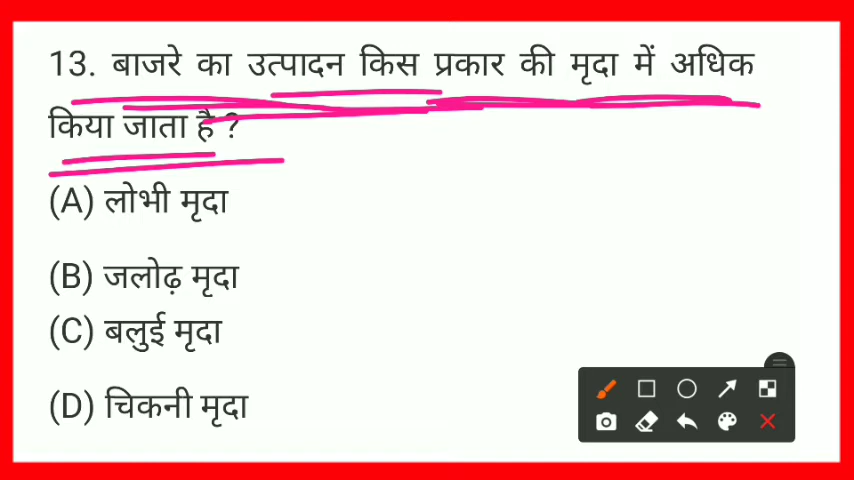 13. बाजरे का उत्पादन किस प्रकार की मृदा में अधिक
किया जाता है ?
(A) लोभी मृदा
(B) जलोढ़ मृदा
(C) बलुई मृदा
(D) चिकनी मृदा